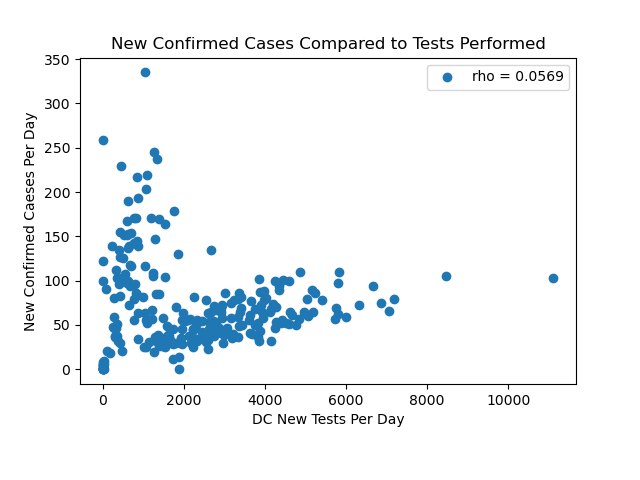 New Confirmed Cases Compared to Tests Performed
rho = 0.0569
350
300
250
200
150
100
50
0
New Confirmed Caeses Per Day
0 2000 4000 6000 8000 10000
DC New Tests Per Day